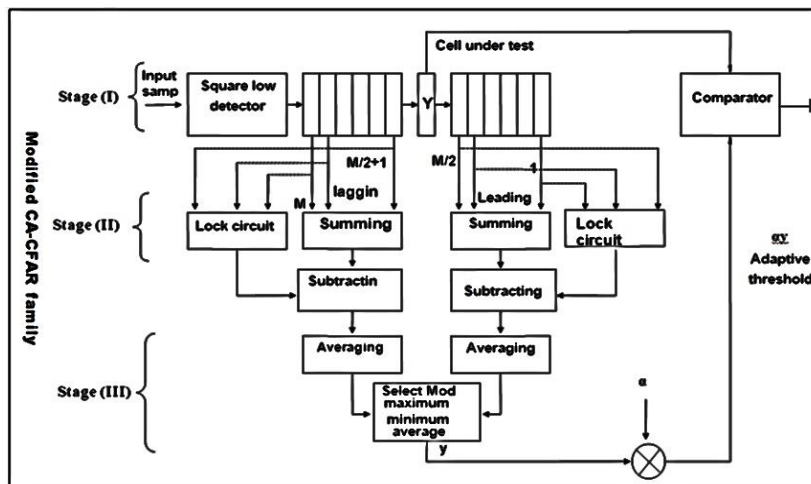 Modified CA-CFAR family
Stage (I)
Input
samp
Square low
detector
Y
Cell under test
Comparator
M/2+1
laggin
M
M/2
1
Leading
Stage (II)
Lock circuit
Summing
Summing
Lock
circuit
αy
Adaptive
threshold
Subtractin
Subtracting
Stage (III)
Averaging
Averaging
Select Mod
maximum
minimum
average
y
α